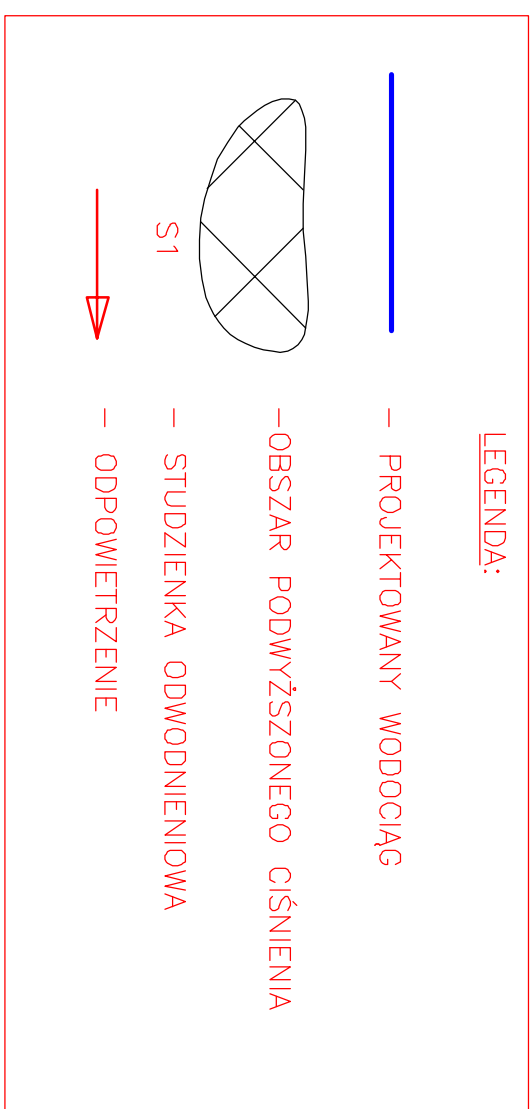 LEGENDA:
- PROJEKTOWANY WODOCIĄG
-OBSZAR PODWYŻSZONEGO CIŚNIENIA
S1 - STUDZIENKA ODWODNIENIOWA
- ODPOWIETRZENIE